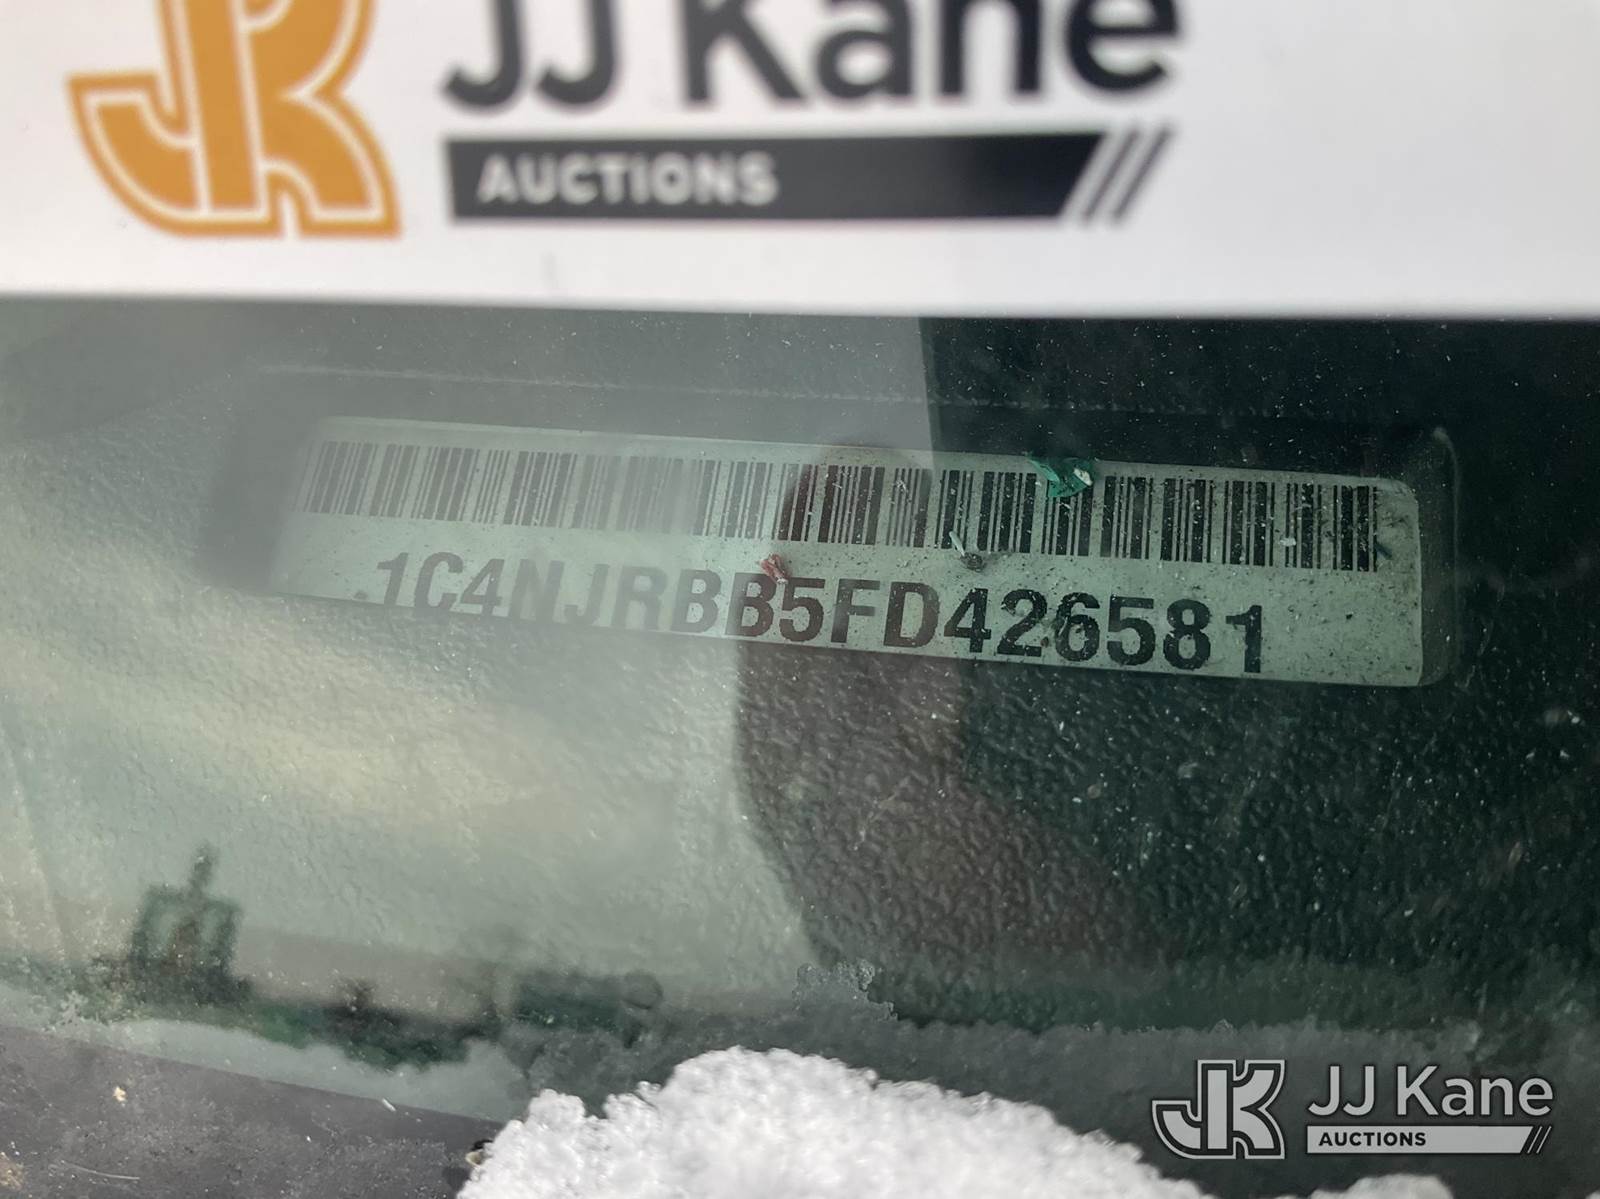 JJ Kane
AUCTIONS
1C4NJRBB5FD426581
JJ Kane
AUCTIONS